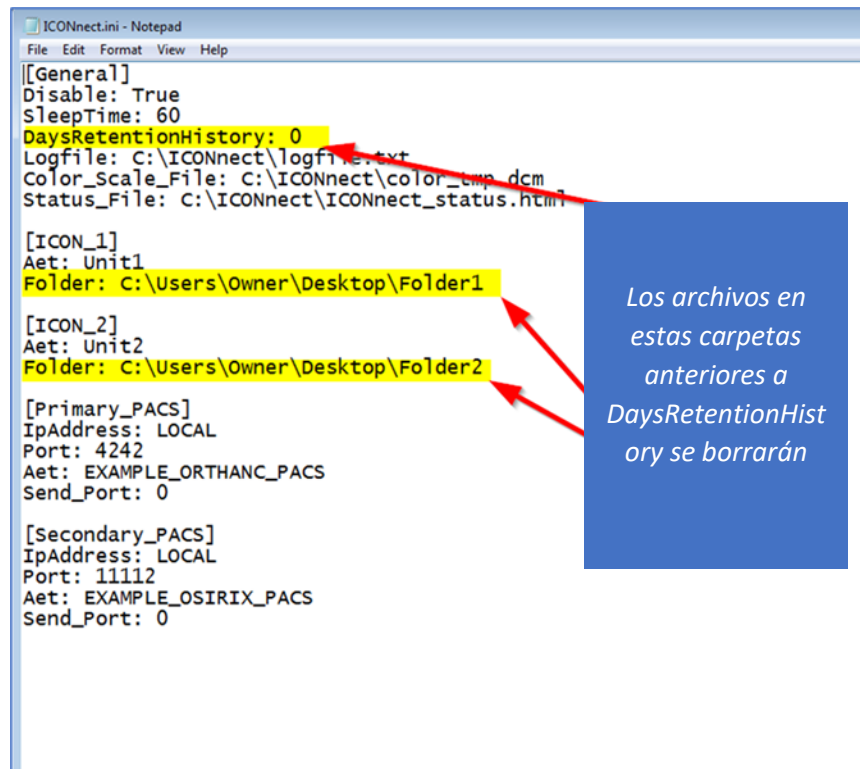 ICONnect.ini - Notepad
File Edit Format View Help
[General]
Disable: True
SleepTime: 60
DaysRetentionHistory: 0
Logfile: C:\ICONnect\logfile.txt
Color_Scale_File: C:\ICONnect\color_tmp.dcm
Status_File: C:\ICONnect\ICONnect_status.html
[ICON_1]
Aet: Unit1
Folder: C:\Users\Owner\Desktop\Folder1
[ICON_2]
Aet: Unit2
Folder: C:\Users\Owner\Desktop\Folder2
[Primary_PACS]
IpAddress: LOCAL
Port: 4242
Aet: EXAMPLE_ORTHANC_PACS
Send_Port: 0
[Secondary_PACS]
IpAddress: LOCAL
Port: 11112
Aet: EXAMPLE_OSIRIX_PACS
Send_Port: 0
Los archivos en
estas carpetas
anteriores a
DaysRetentionHist
ory se borrarán